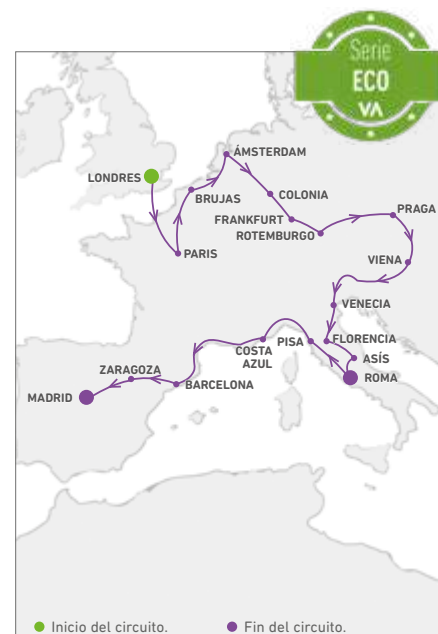 Serie
ECO
VA
ÁMSTERDAM
LONDRES
BRUJAS
COLONIA
FRANKFURT
PRAGA
ROTEMBURGO
PARIS
VIENA
VENECIA
COSTA
AZUL
PISA
FLORENCIA
ASÍS
ZARAGOZA
ROMA
BARCELONA
MADRID
Inicio del circuito.
Fin del circuito.